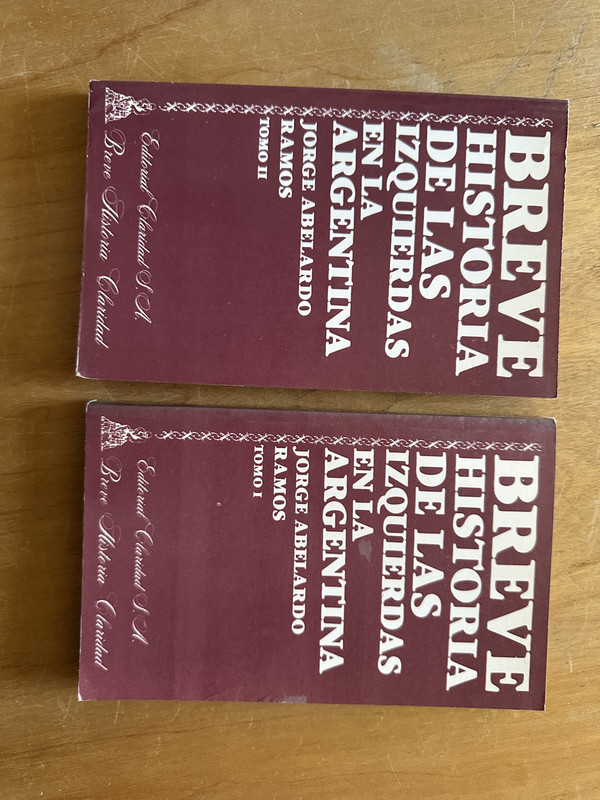 BREVE
HISTORIA
DE LAS
IZQUIERDAS
EN LA
ARGENTINA
JORGE ABELARDO
RAMOS
TOMO I
Editorial Claridad S. A.
Breve Historia Claridad
BREVE
HISTORIA
DE LAS
IZQUIERDAS
EN LA
ARGENTINA
JORGE ABELARDO
RAMOS
TOMO II
Editorial Claridad S. A.
Breve Historia Claridad